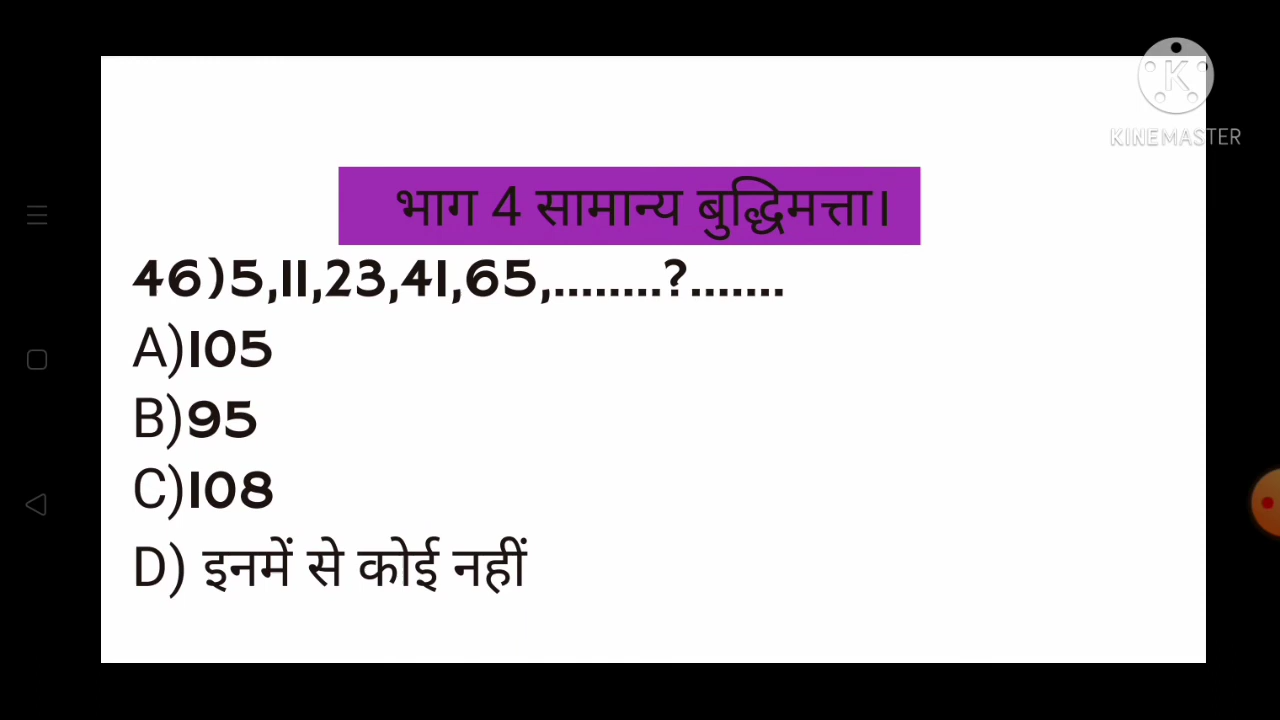 KINEMASTER
भाग 4 सामान्य बुद्धिमत्ता।
46)5,11,23,41,65,........?.......
A)105
B)95
C)108
D) इनमें से कोई नहीं